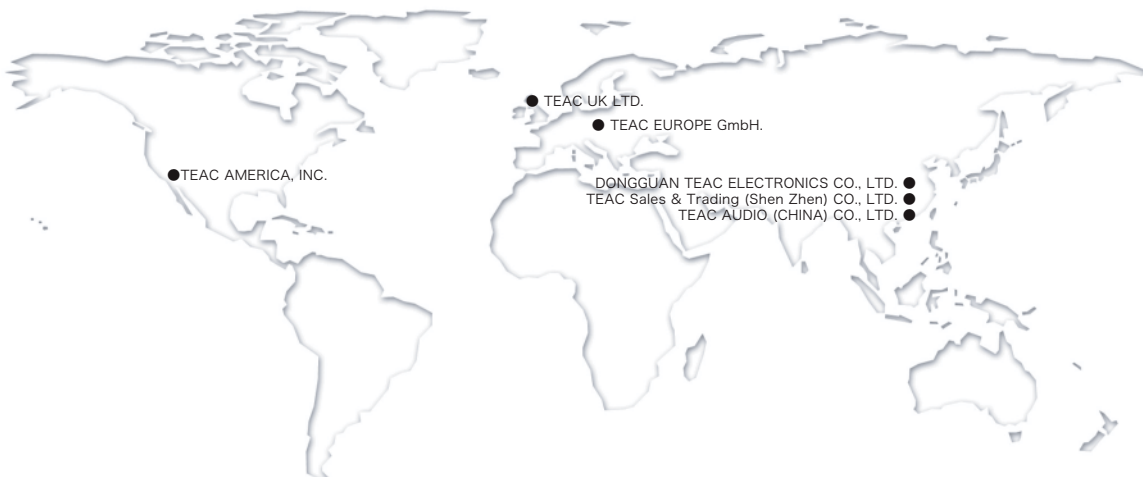 TEAC UK LTD.
TEAC EUROPE GmbH.
TEAC AMERICA, INC.
DONGGUAN TEAC ELECTRONICS CO., LTD.
TEAC Sales & Trading (Shen Zhen) CO., LTD.
TEAC AUDIO (CHINA) CO., LTD.